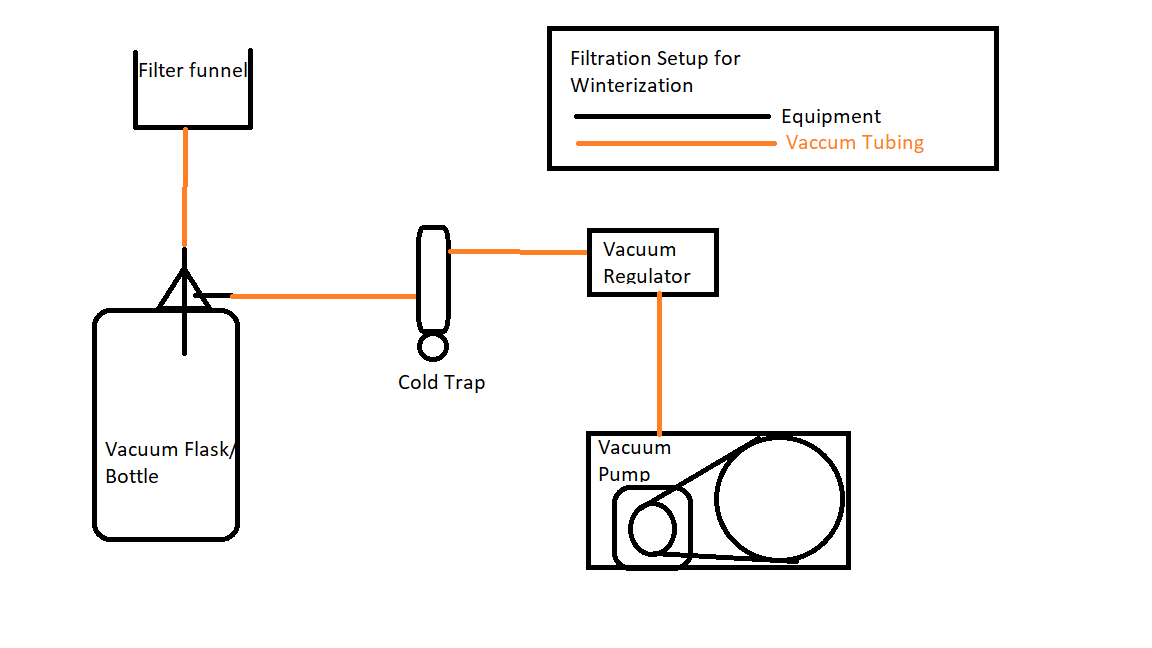 Filter funnel
Filtration Setup for
Winterization
Equipment
Vaccum Tubing
Vacuum
Regulator
Cold Trap
Vacuum Flask/
Bottle
Vacuum
Pump